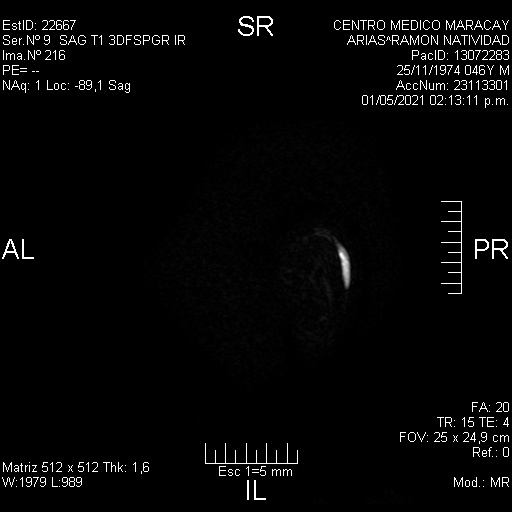 EstID: 22667
Ser.Nº 9 SAG T1 3DFSPGR IR
Ima.Nº 216
PE= --
NAq: 1 Loc: -89,1 Sag
SR
CENTRO MEDICO MARACAY
ARIAS^RAMON NATIVIDAD
PacID: 13072283
25/11/1974 046Y M
AccNum: 23113301
01/05/2021 02:13:11 p.m.
AL
PR
FA: 20
TR: 15 TE: 4
FOV: 25 x 24,9 cm
Ref.: 0
Matriz 512 x 512 Thk: 1,6
W:1979 L:989
Esc 1=5 mm
IL
Mod.: MR